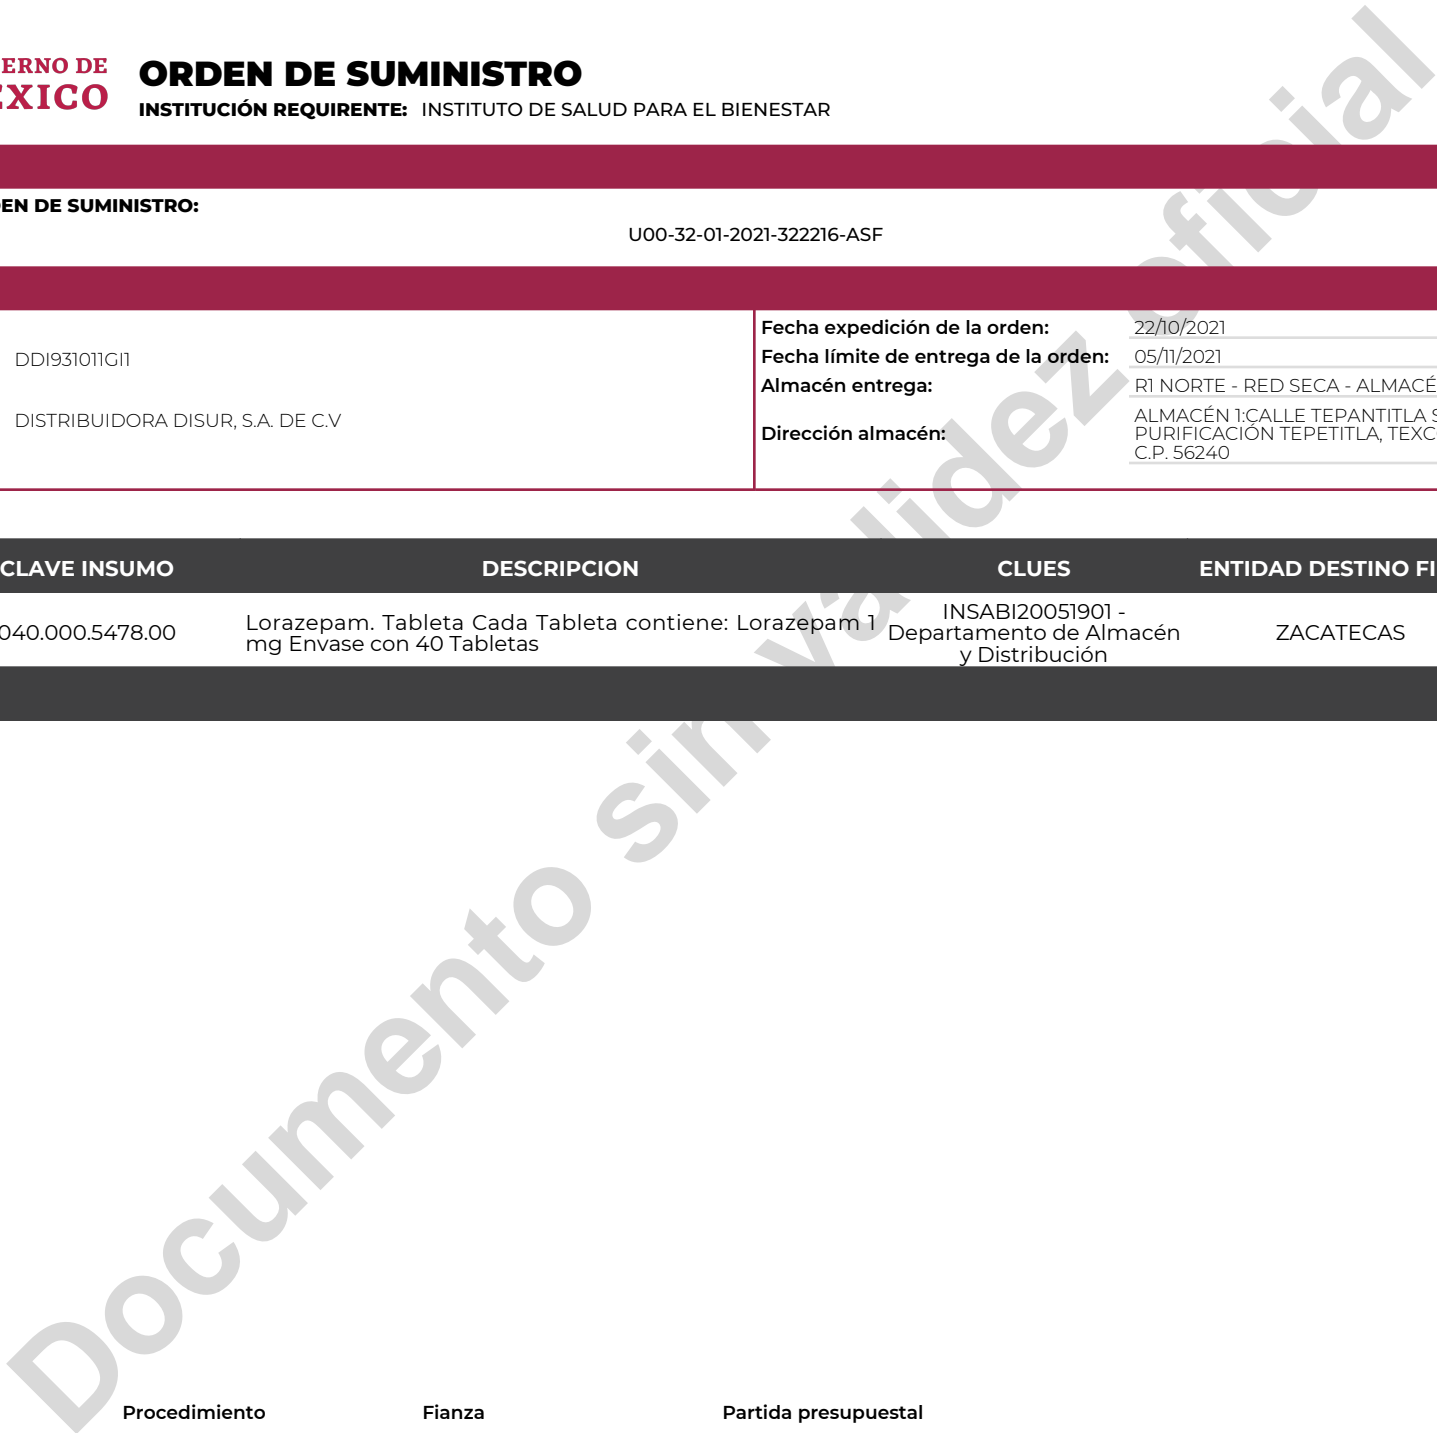 ERNO DE
EXICO
ORDEN DE SUMINISTRO
INSTITUCIÓN REQUIRENTE: INSTITUTO DE SALUD PARA EL BIENESTAR
EN DE SUMINISTRO:
U00-32-01-2021-322216-ASF
DDI931011GI1
DISTRIBUIDORA DISUR, S.A. DE C.V
Fecha expedición de la orden: 22/10/2021
Fecha límite de entrega de la orden: 05/11/2021
Almacén entrega: R1 NORTE - RED SECA - ALMACÉ
Dirección almacén:
ALMACÉN 1:CALLE TEPANTITLA S
PURIFICACIÓN TEPETITLA, TEXC
C.P. 56240
CLAVE INSUMO DESCRIPCION CLUES ENTIDAD DESTINO FI
040.000.5478.00
Lorazepam. Tableta Cada Tableta contiene: Lorazepam 1
mg Envase con 40 Tabletas
INSABI20051901 -
Departamento de Almacén
y Distribución
ZACATECAS
Documento sin validez oficial
Procedimiento Fianza Partida presupuestal